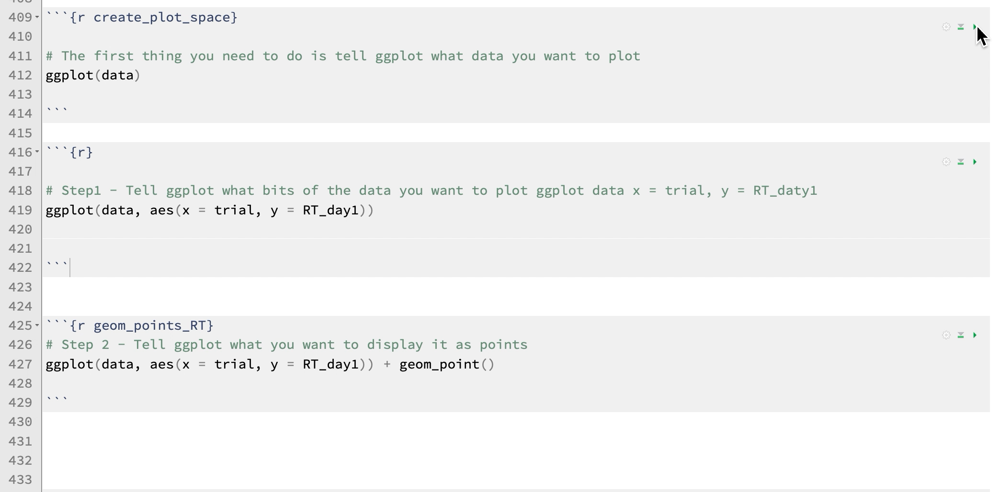 408
409 ```{r create_plot_space}
410
411 # The first thing you need to do is tell ggplot what data you want to plot
412 ggplot(data)
413
414 ```
415
416 ```{r}
417
418 # Step1 - Tell ggplot what bits of the data you want to plot ggplot data x = trial, y = RT_daty1
419 ggplot(data, aes(x = trial, y = RT_day1))
420
421
422 ```
423
424
425 ```{r geom_points_RT}
426 # Step 2 - Tell ggplot what you want to display it as points
427 ggplot(data, aes(x = trial, y = RT_day1)) + geom_point()
428
429 ```
430
431
432
433